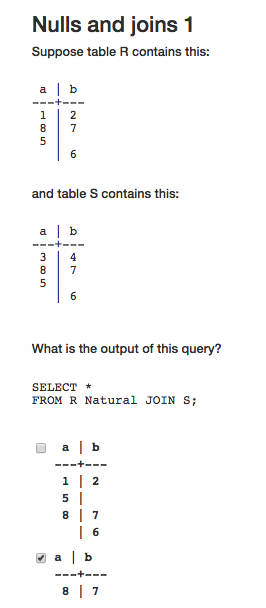 Nulls and joins 1
Suppose table R contains this:
a | b
---+---
1 | 2
8 | 7
5 |
| 6
and table S contains this:
a | b
---+---
3 | 4
8 | 7
5 |
| 6
What is the output of this query?
SELECT *
FROM R Natural JOIN S;
a | b
---+---
1 | 2
5 |
8 | 7
| 6
a | b
---+---
8 | 7